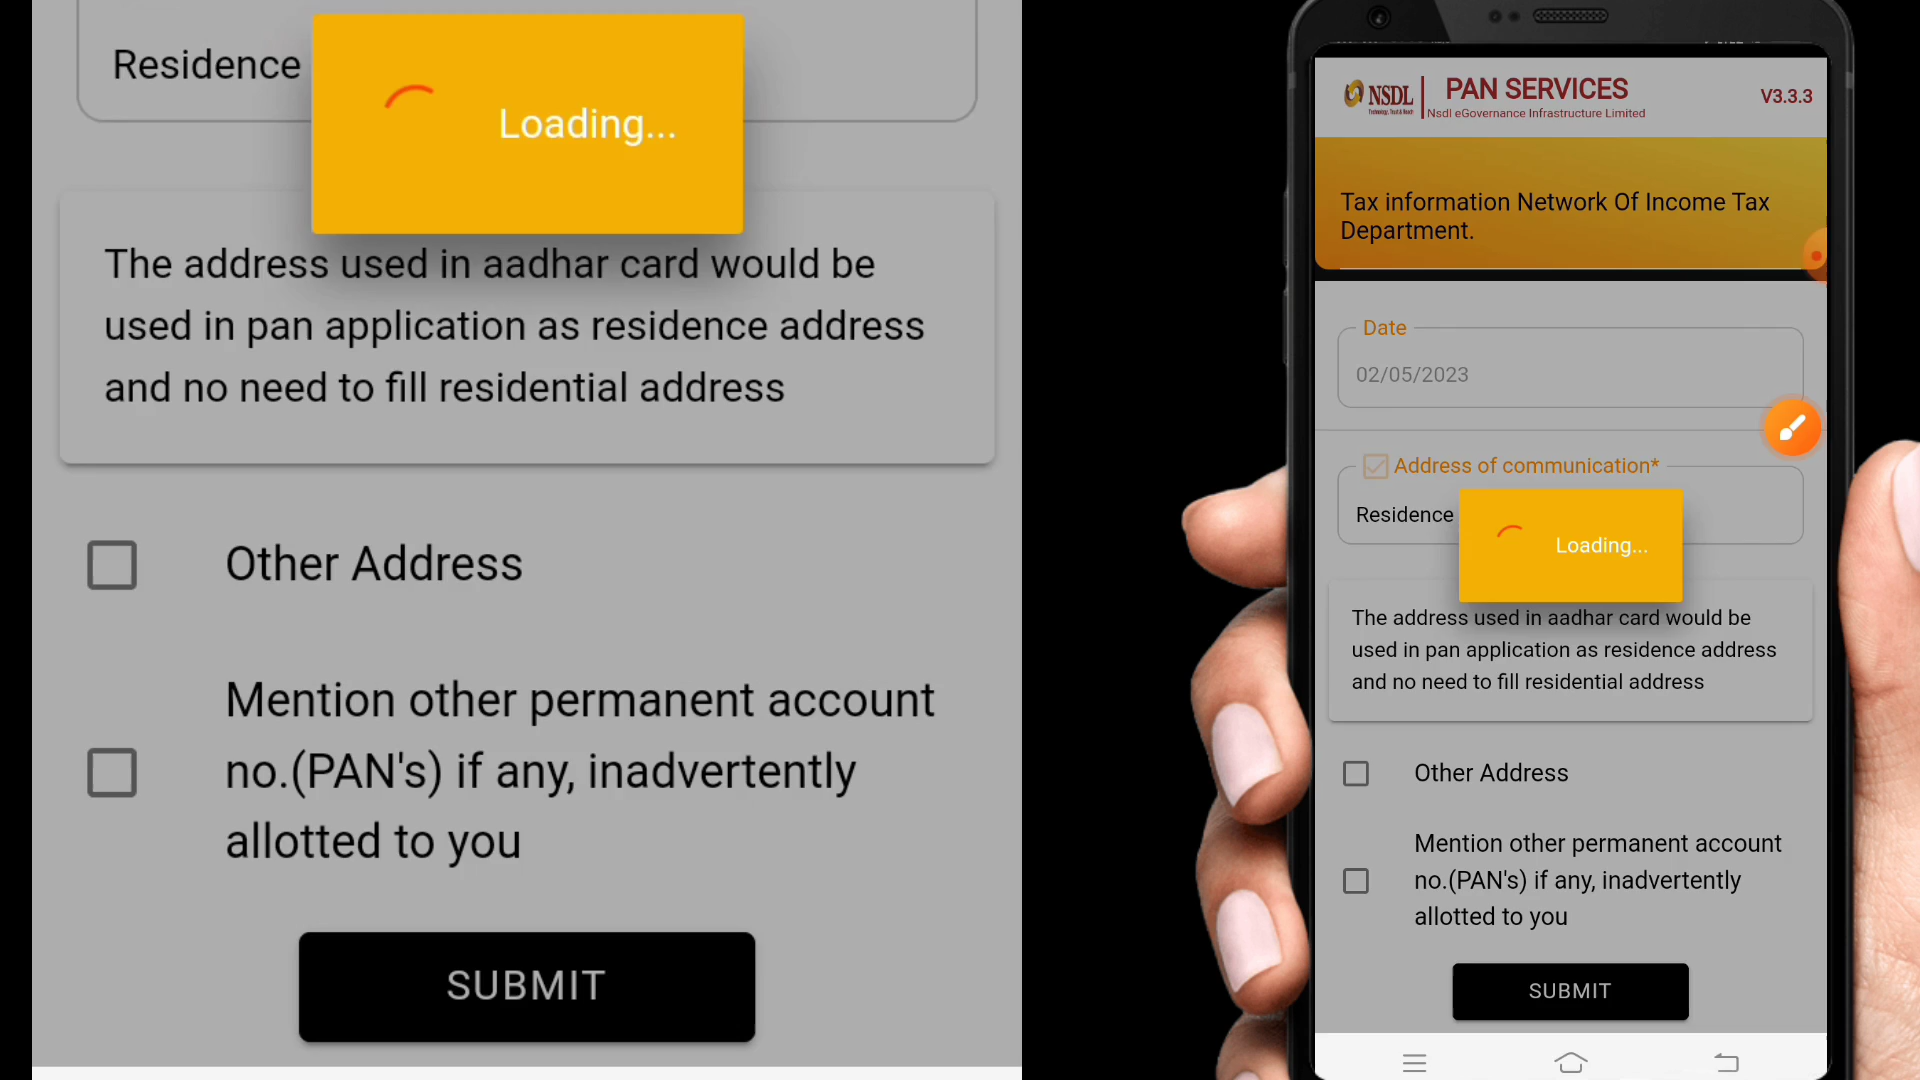 Residence
Loading...
The address used in aadhar card would be
used in pan application as residence address
and no need to fill residential address
Other Address
Mention other permanent account
no.(PAN's) if any, inadvertently
allotted to you
SUBMIT
NSDL
PAN SERVICES
Nsdl eGovernance Infrastructure Limited
V3.3.3
Tax information Network Of Income Tax
Department.
Date
02/05/2023
Address of communication*
Residence
Loading...
The address used in aadhar card would be
used in pan application as residence address
and no need to fill residential address
Other Address
Mention other permanent account
no.(PAN's) if any, inadvertently
allotted to you
SUBMIT